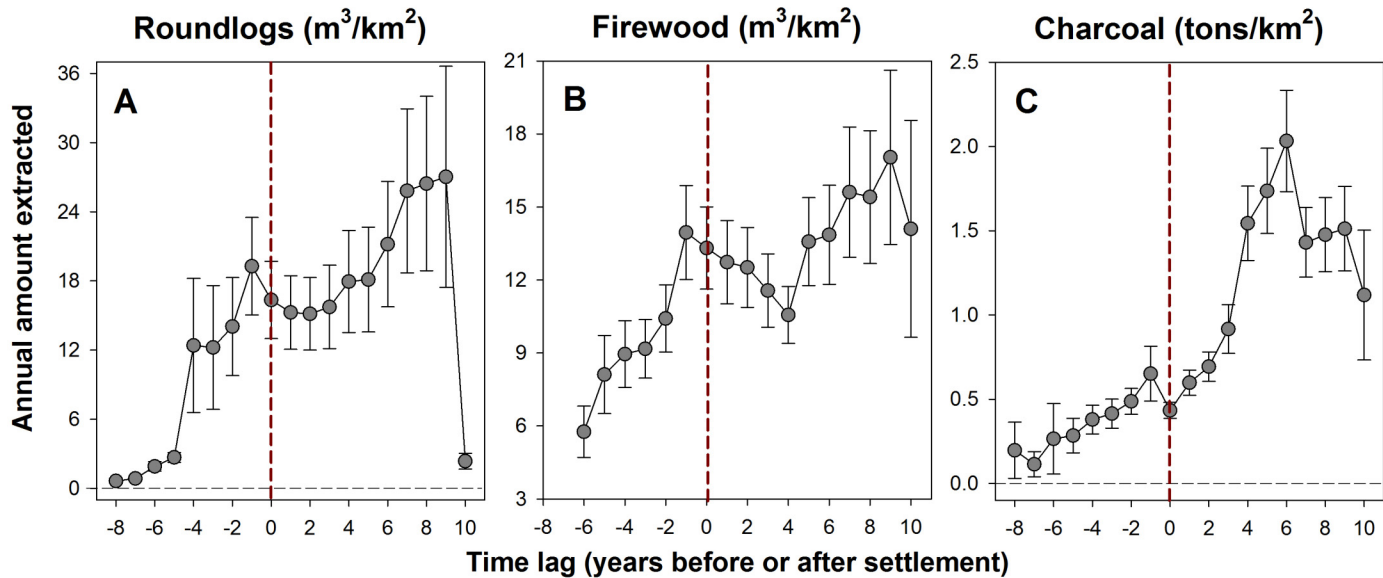 Roundlogs (m³/km²)
Firewood (m³/km²)
Charcoal (tons/km²)
Annual amount extracted
A
36
30
24
18
12
6
0
-8 -6 -4 -2 0 2 4 6 8 10
B
21
18
15
12
9
6
3
-8 -6 -4 -2 0 2 4 6 8 10
C
2.5
2.0
1.5
1.0
0.5
0.0
-8 -6 -4 -2 0 2 4 6 8 10
Time lag (years before or after settlement)